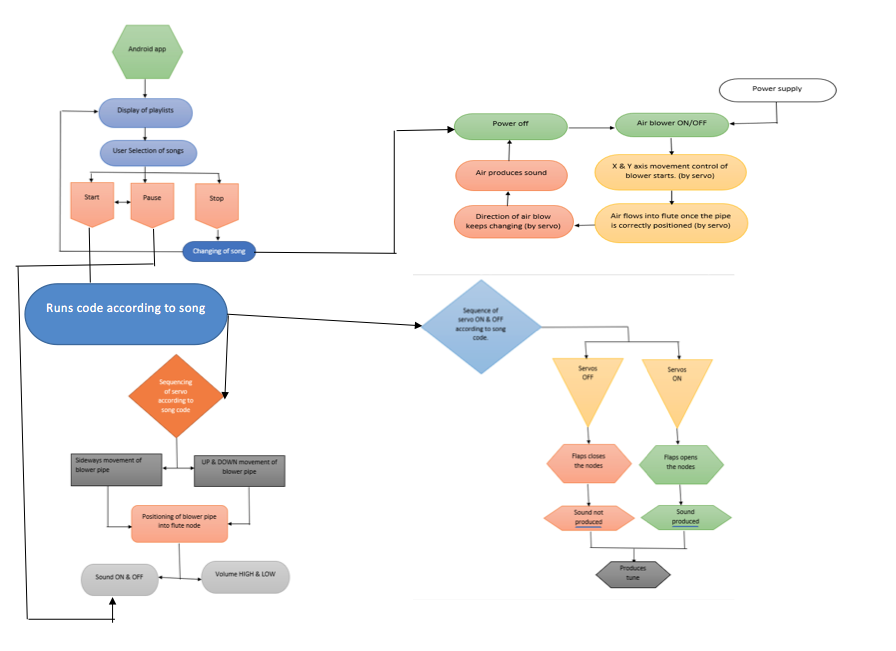 Android app
Display of playlists
User Selection of songs
Start
Pause
Stop
Changing of song
Power supply
Power off
Air blower ON/OFF
Air produces sound
X & Y axis movement control of
blower starts. (by servo)
Direction of air blow
keeps changing (by servo)
Air flows into flute once the pipe
is correctly positioned (by servo)
Runs code according to song
Sequencing
of servo
according to
song code
Sideways movement of
blower pipe
UP & DOWN movement of
blower pipe
Positioning of blower pipe
into flute node
Sound ON & OFF
Volume HIGH & LOW
Sequence of
servo ON & OFF
according to song
code.
Servos
OFF
Servos
ON
Flaps closes
the nodes
Flaps opens
the nodes
Sound not
produced
Sound
produced
Produces
tune